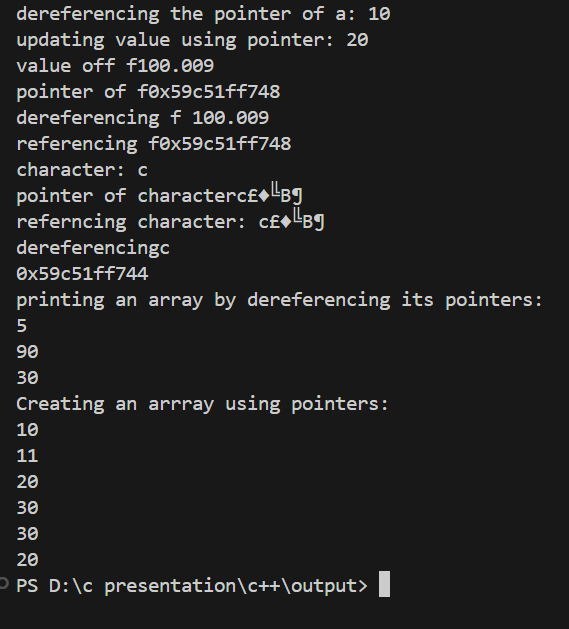 dereferencing the pointer of a: 10
updating value using pointer: 20
value off f100.009
pointer of f0x59c51ff748
dereferencing f 100.009
referencing f0x59c51ff748
character: c
pointer of characterc£♦╚B¶
referncing character: c£♦╚B¶
dereferencingc
0x59c51ff744
printing an array by dereferencing its pointers:
5
90
30
Creating an arrray using pointers:
10
11
20
30
30
20
PS D:\c presentation\c++\output>